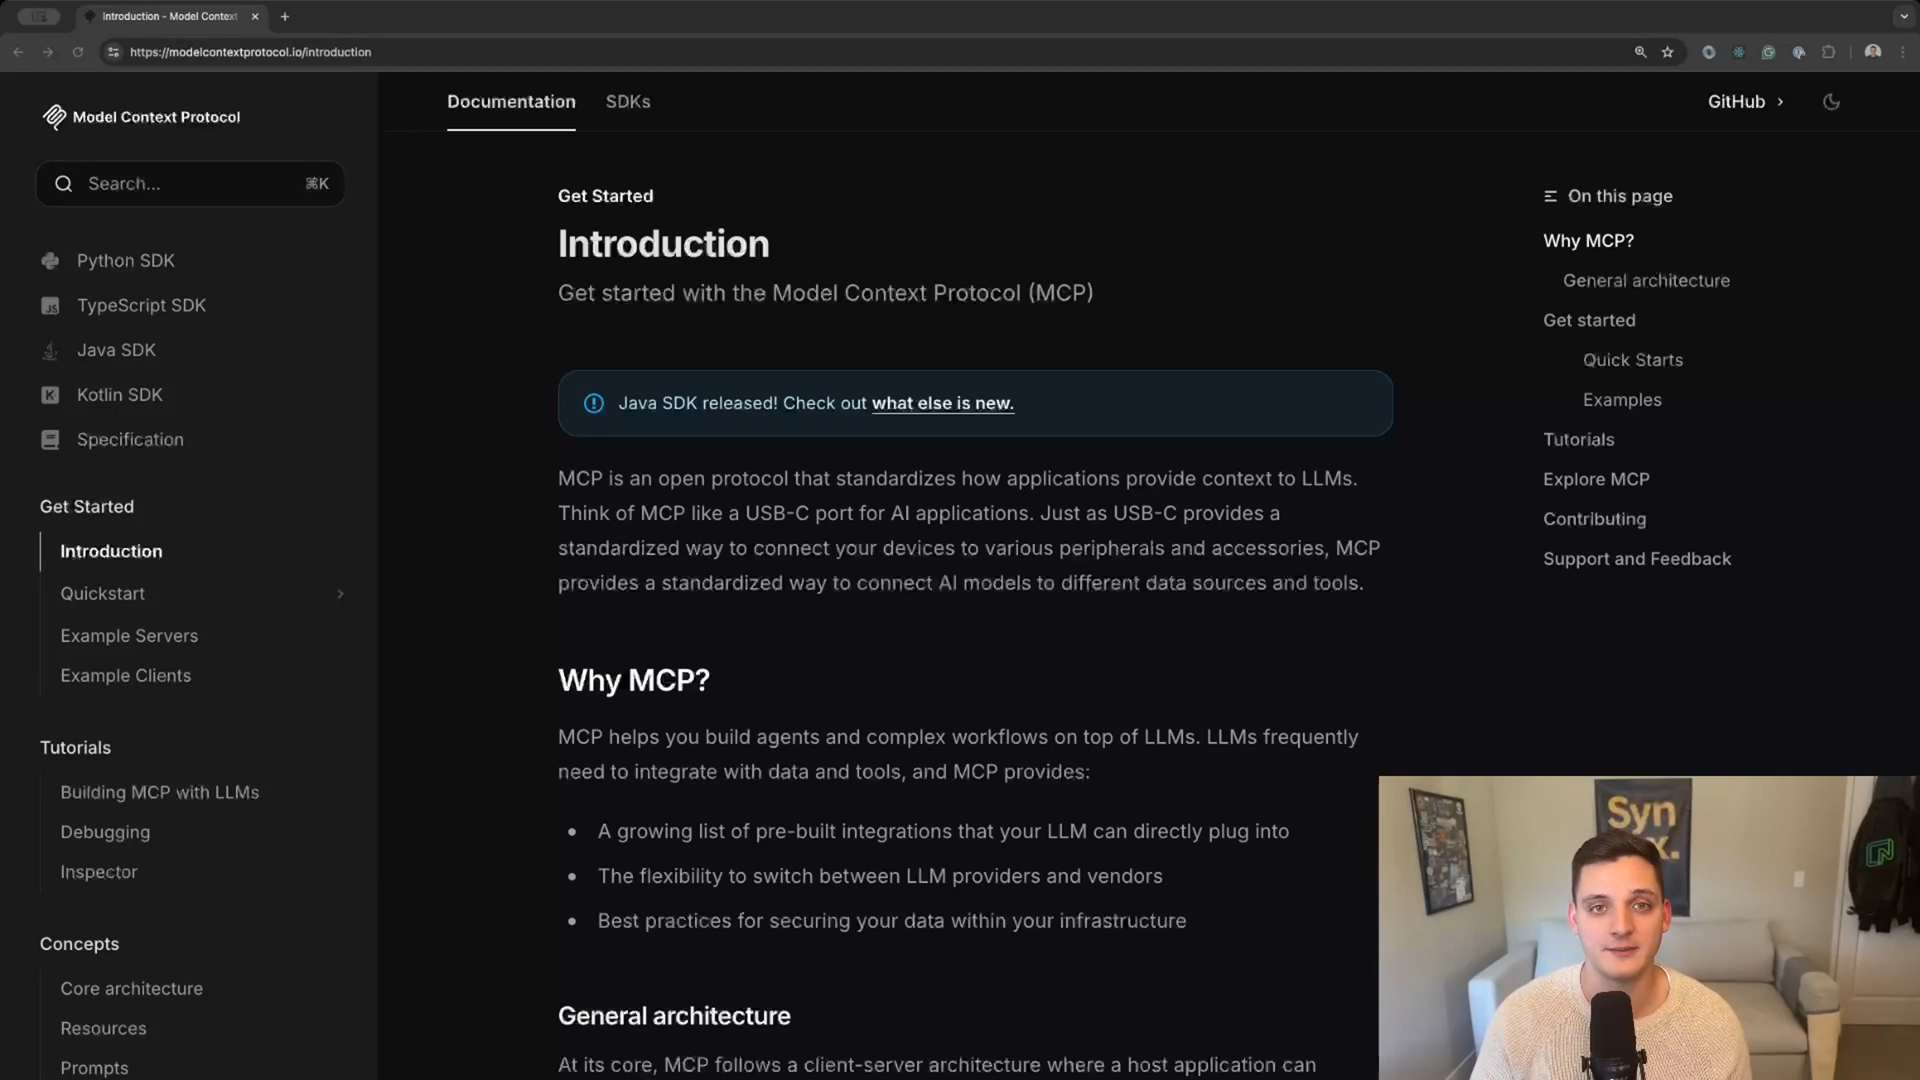 Introduction - Model Context
https://modelcontextprotocol.io/introduction
Model Context Protocol
Search...
⌘K
Python SDK
TypeScript SDK
Java SDK
Kotlin SDK
Specification
Get Started
Introduction
Quickstart
Example Servers
Example Clients
Tutorials
Building MCP with LLMs
Debugging
Inspector
Concepts
Core architecture
Resources
Prompts
Documentation
SDKs
GitHub
Get Started
Introduction
Get started with the Model Context Protocol (MCP)
Java SDK released! Check out what else is new.
MCP is an open protocol that standardizes how applications provide context to LLMs.
Think of MCP like a USB-C port for AI applications. Just as USB-C provides a
standardized way to connect your devices to various peripherals and accessories, MCP
provides a standardized way to connect AI models to different data sources and tools.
Why MCP?
MCP helps you build agents and complex workflows on top of LLMs. LLMs frequently
need to integrate with data and tools, and MCP provides:
• A growing list of pre-built integrations that your LLM can directly plug into
• The flexibility to switch between LLM providers and vendors
• Best practices for securing your data within your infrastructure
General architecture
At its core, MCP follows a client-server architecture where a host application can
On this page
Why MCP?
General architecture
Get started
Quick Starts
Examples
Tutorials
Explore MCP
Contributing
Support and Feedback
Syn
x.